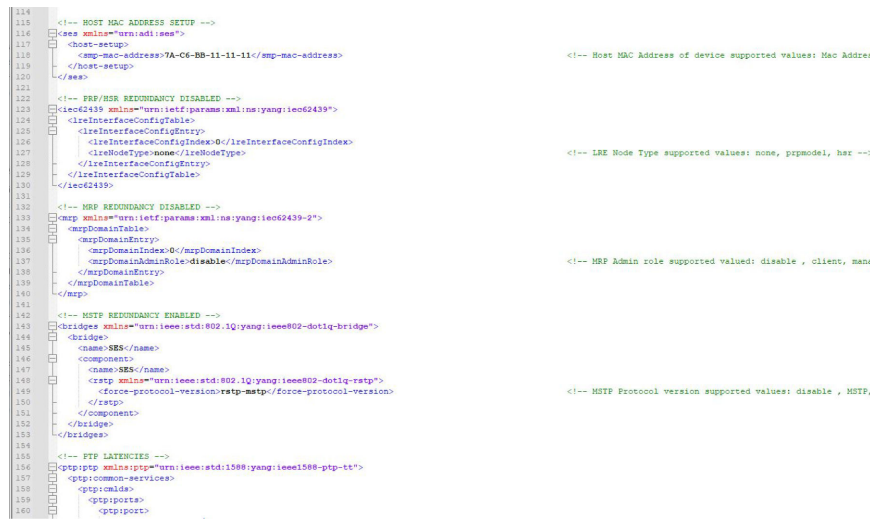 114
115 <!-- HOST MAC ADDRESS SETUP -->
116 <ses xmlns="urn:adi:ses">
117 <host-setup>
118 <smp-mac-address>7A-C6-BB-11-11-11</smp-mac-address> <!-- Host MAC Address of device supported values: Mac Addres
119 </host-setup>
120 </ses>
121
122 <!-- PRP/HSR REDUNDANCY DISABLED -->
123 <iec62439 xmlns="urn:ietf:params:xml:ns:yang:iec62439">
124 <lreInterfaceConfigTable>
125 <lreInterfaceConfigEntry>
126 <lreInterfaceConfigIndex>0</lreInterfaceConfigIndex>
127 <lreNodeType>none</lreNodeType> <!-- LRE Node Type supported values: none, prpmodel, hsr -->
128 </lreInterfaceConfigEntry>
129 </lreInterfaceConfigTable>
130 </iec62439>
131
132 <!-- MRP REDUNDANCY DISABLED -->
133 <mrp xmlns="urn:ietf:params:xml:ns:yang:iec62439-2">
134 <mrpDomainTable>
135 <mrpDomainEntry>
136 <mrpDomainIndex>0</mrpDomainIndex>
137 <mrpDomainAdminRole>disable</mrpDomainAdminRole> <!-- MRP Admin role supported valued: disable , client, mana
138 </mrpDomainEntry>
139 </mrpDomainTable>
140 </mrp>
141
142 <!-- MSTP REDUNDANCY ENABLED -->
143 <bridges xmlns="urn:ieee:std:802.1Q:yang:ieee802-dot1q-bridge">
144 <bridge>
145 <name>SES</name>
146 <component>
147 <name>SES</name>
148 <rstp xmlns="urn:ieee:std:802.1Q:yang:ieee802-dot1q-rstp">
149 <force-protocol-version>rstp-mstp</force-protocol-version> <!-- MSTP Protocol version supported values: disable , MSTP,
150 </rstp>
151 </component>
152 </bridge>
153 </bridges>
154
155 <!-- PTP LATENCIES -->
156 <ptp:ptp xmlns:ptp="urn:ieee:std:1588:yang:ieee1588-ptp-tt">
157 <ptp:common-services>
158 <ptp:cmlds>
159 <ptp:ports>
160 <ptp:port>